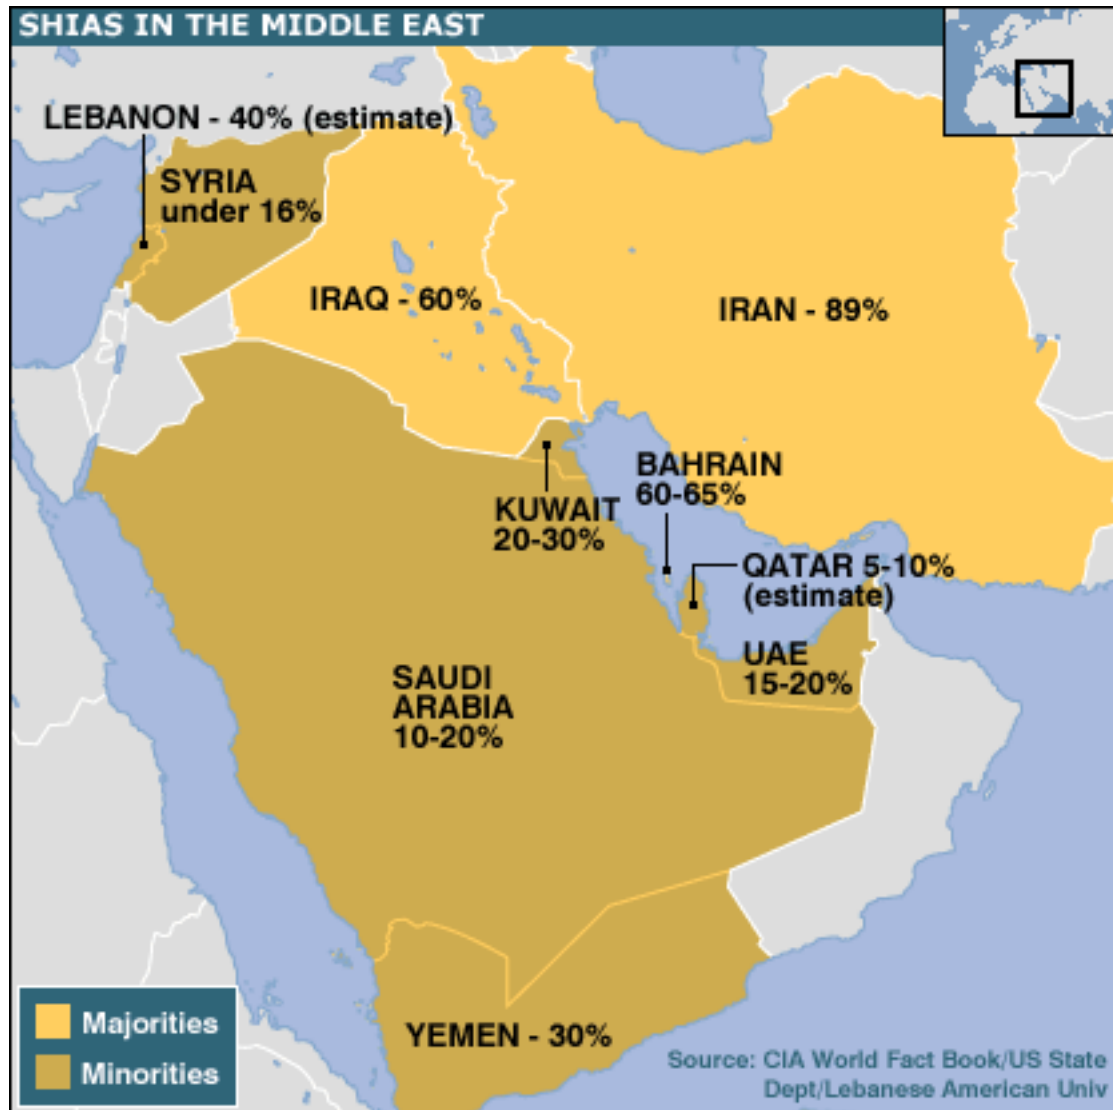 SHIAS IN THE MIDDLE EAST
LEBANON - 40% (estimate)
SYRIA
under 16%
IRAQ - 60%
IRAN - 89%
BAHRAIN
60-65%
KUWAIT
20-30%
QATAR 5-10%
(estimate)
UAE
15-20%
SAUDI
ARABIA
10-20%
YEMEN - 30%
Majorities
Minorities
Source: CIA World Fact Book/US State
Dept/Lebanese American Univ